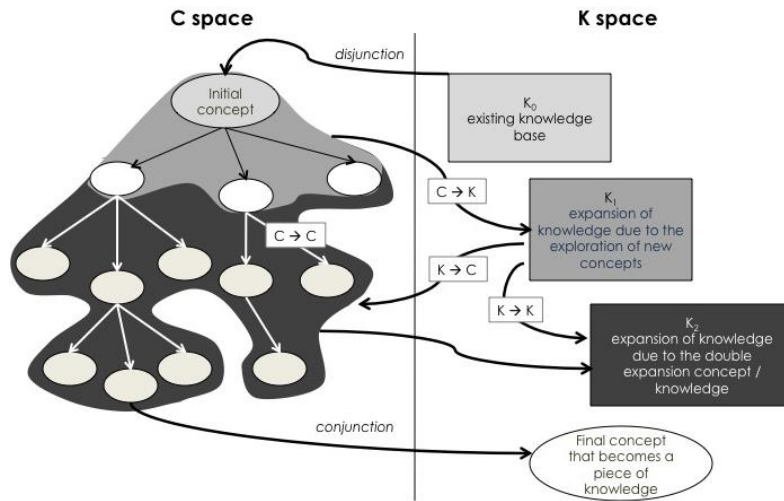 C space
K space
disjunction
Initial
concept
K0
existing knowledge
base
C → K
K1
expansion of
knowledge due to the
exploration of new
concepts
C → C
K → C
K → K
K2
expansion of knowledge
due to the double
expansion concept /
knowledge
conjunction
Final concept
that becomes a
piece of
knowledge